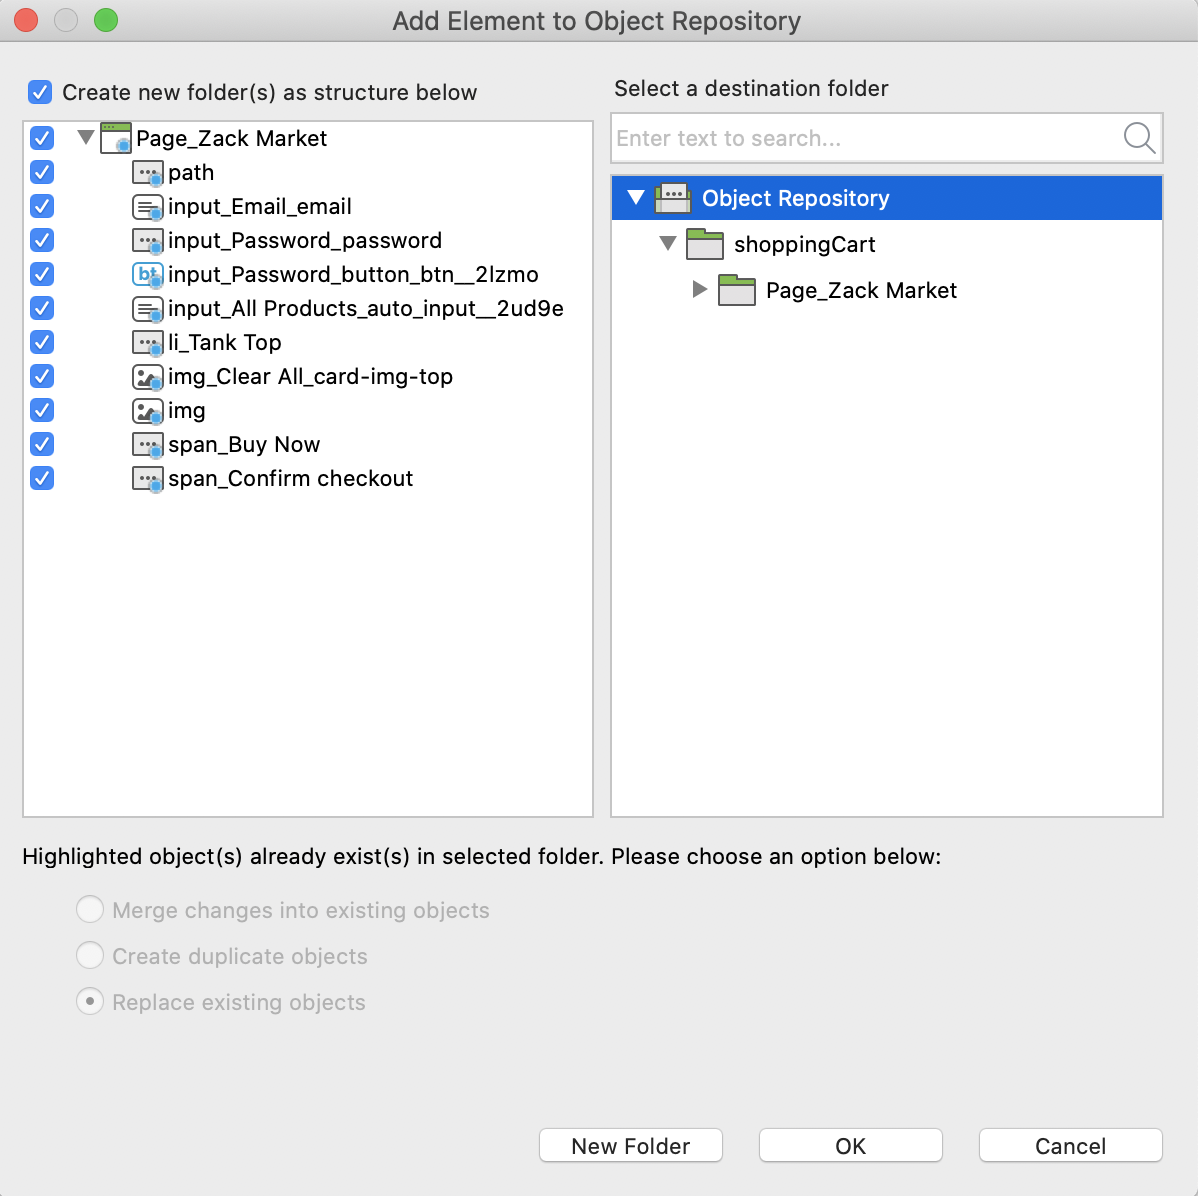 Add Element to Object Repository
Create new folder(s) as structure below
Page_Zack Market
path
input_Email_email
input_Password_password
bt
input_Password_button_btn__2lzmo
input_All Products_auto_input__2ud9e
li_Tank Top
img_Clear All_card-img-top
img
span_Buy Now
span_Confirm checkout
Select a destination folder
Enter text to search...
Object Repository
shoppingCart
Page_Zack Market
Highlighted object(s) already exist(s) in selected folder. Please choose an option below:
Merge changes into existing objects
Create duplicate objects
Replace existing objects
New Folder
OK
Cancel